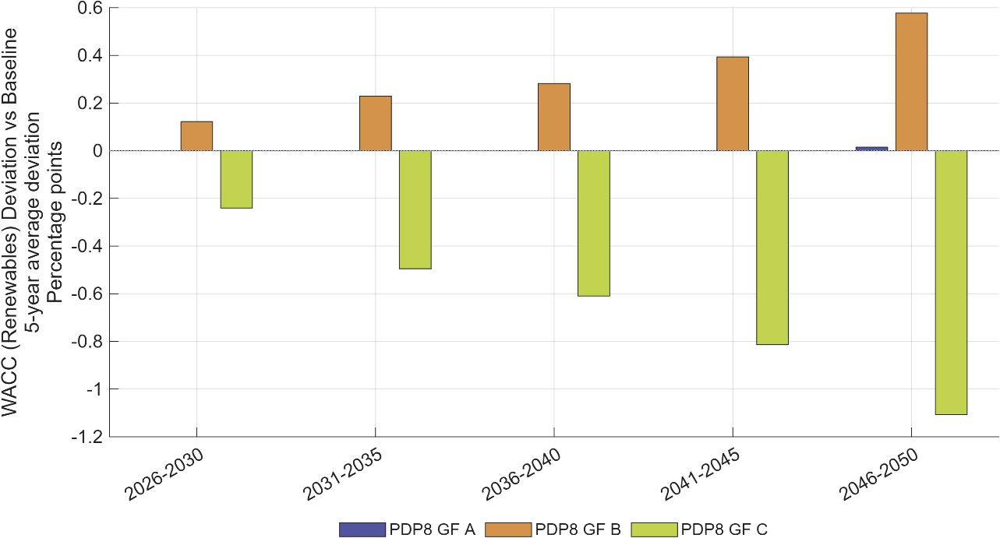 WACC (Renewables) Deviation vs Baseline
5-year average deviation
Percentage points
0.6
0.4
0.2
0
-0.2
-0.4
-0.6
-0.8
-1
-1.2
2026-2030
2031-2035
2036-2040
2041-2045
2046-2050
PDP8 GF A
PDP8 GF B
PDP8 GF C